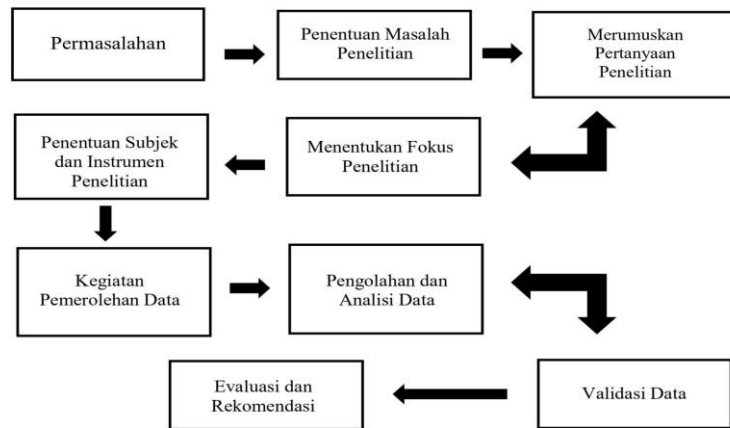 Permasalahan
Penentuan Masalah
Penelitian
Merumuskan
Pertanyaan
Penelitian
Penentuan Subjek
dan Instrumen
Penelitian
Menentukan Fokus
Penelitian
Kegiatan
Pemerolehan Data
Pengolahan dan
Analisi Data
Evaluasi dan
Rekomendasi
Validasi Data